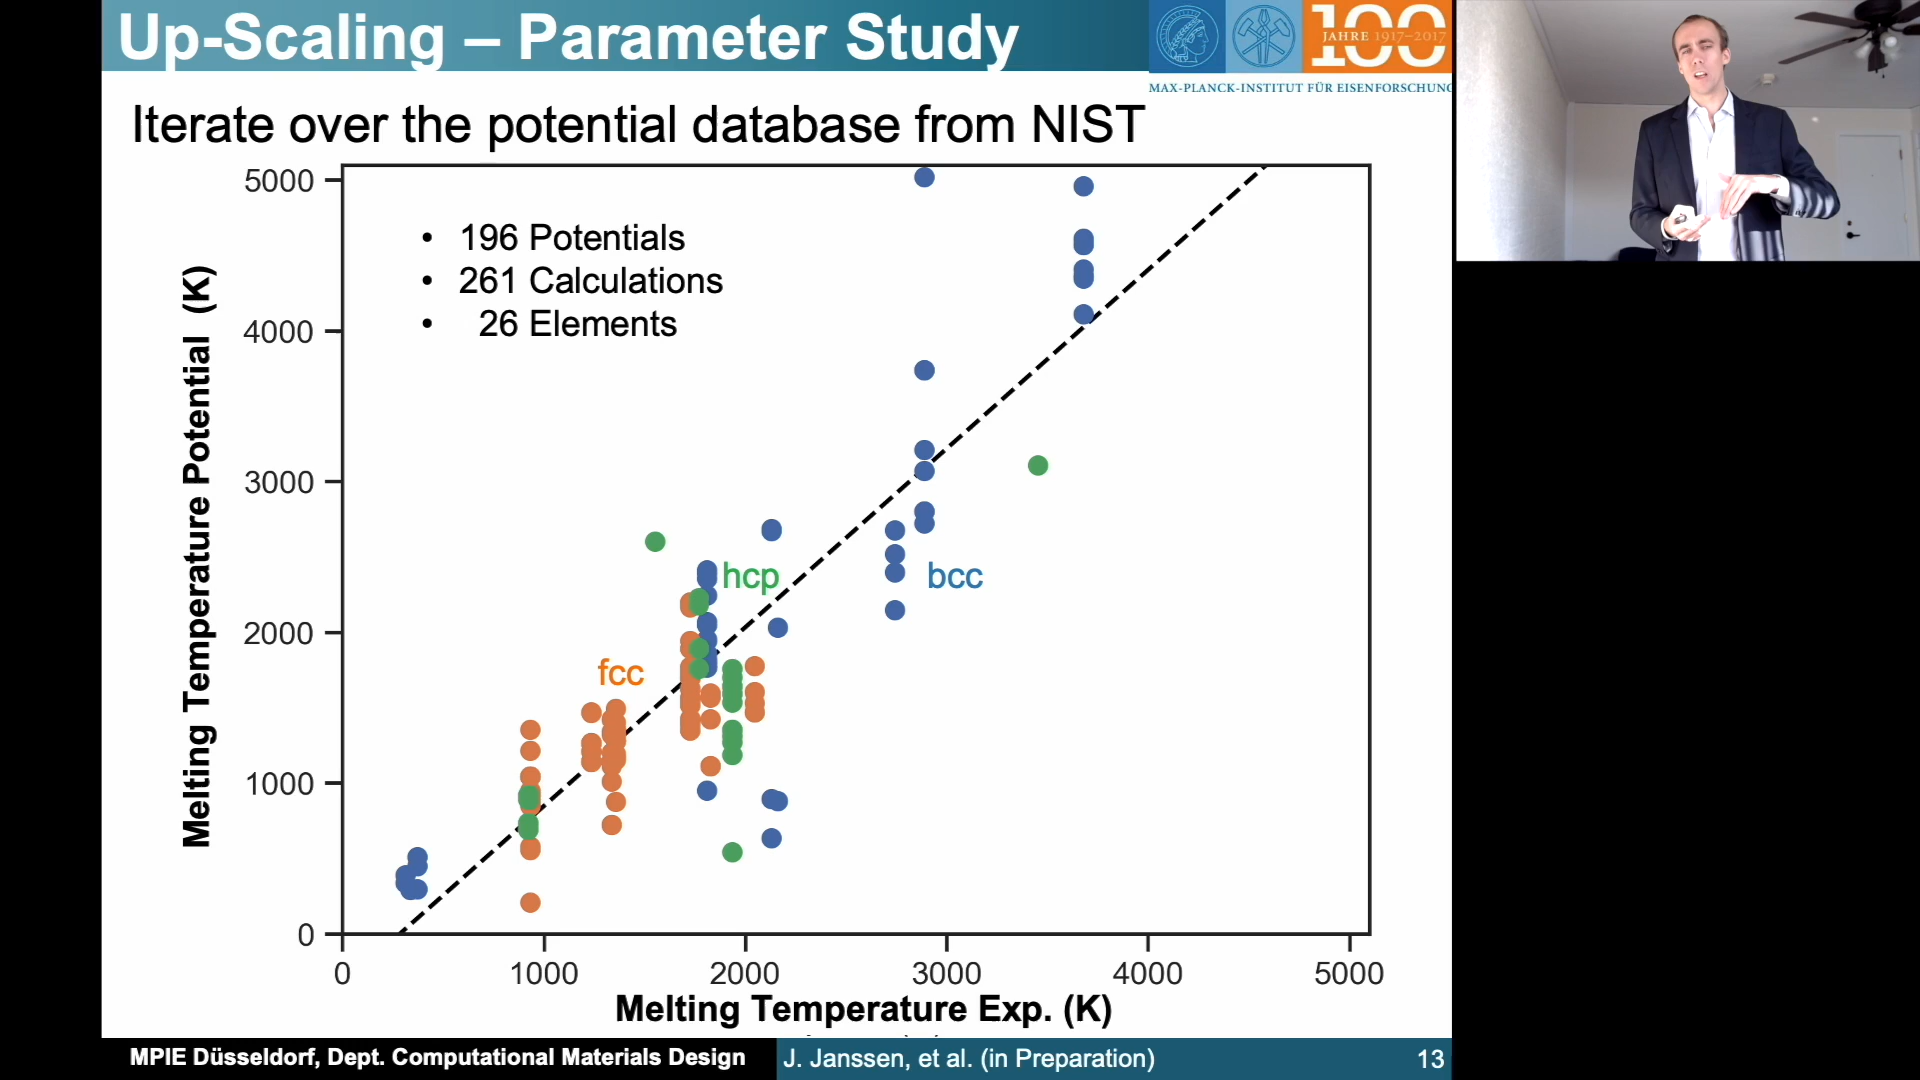 Up-Scaling – Parameter Study
100
JAHRE 1917–2017
MAX-PLANCK-INSTITUT FÜR EISENFORSCHUNG
Iterate over the potential database from NIST
• 196 Potentials
• 261 Calculations
• 26 Elements
Melting Temperature Potential (K)
5000
4000
3000
2000
1000
0
hcp
bcc
fcc
0 1000 2000 3000 4000 5000
Melting Temperature Exp. (K)
MPIE Düsseldorf, Dept. Computational Materials Design
J. Janssen, et al. (in Preparation)
13